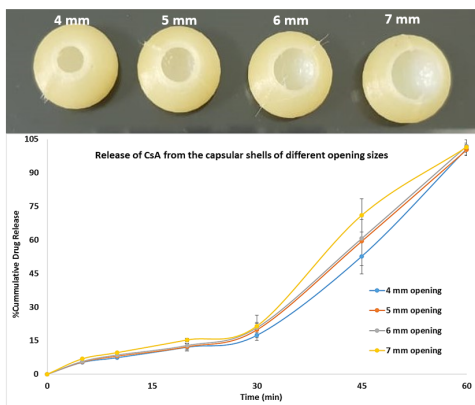 4 mm
5 mm
6 mm
7 mm
Release of CsA from the capsular shells of different opening sizes
%Cummulative Drug Release
105
90
75
60
45
30
15
0
4 mm opening
5 mm opening
6 mm opening
7 mm opening
0
15
30
45
60
Time (min)